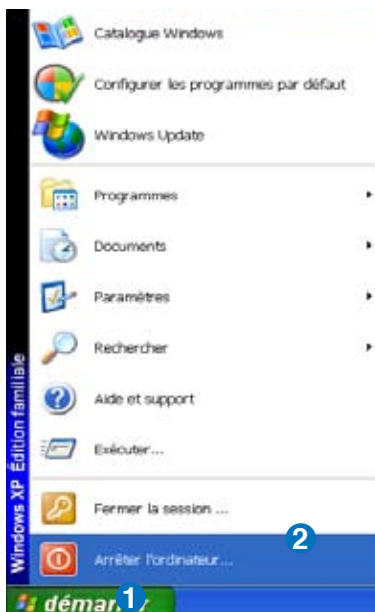 Catalogue Windows
Configurer les programmes par défaut
Windows Update
Programmes
Documents
Paramètres
Rechercher
Aide et support
Exécuter...
Fermer la session ...
2
Arrêter l'ordinateur...
Windows XP Édition familiale
1
démarrer